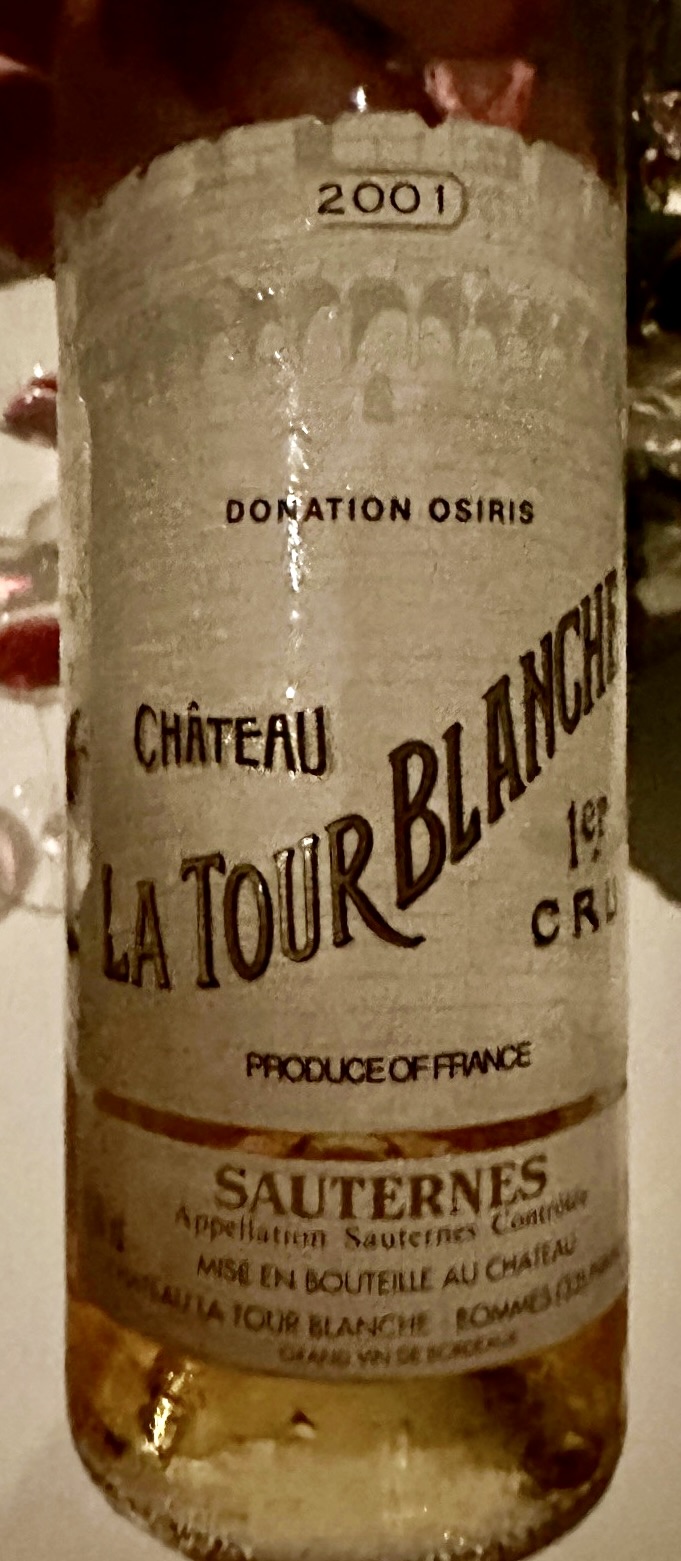 2001
DONATION OSIRIS
CHÂTEAU
LA TOUR BLANCHE
1er
CRU
PRODUCE OF FRANCE
SAUTERNES
Appellation Sauternes Contrôlée
MISE EN BOUTEILLE AU CHATEAU
LA TOUR BLANCHE BOMMES
GRAND VIN DE BORDEAUX